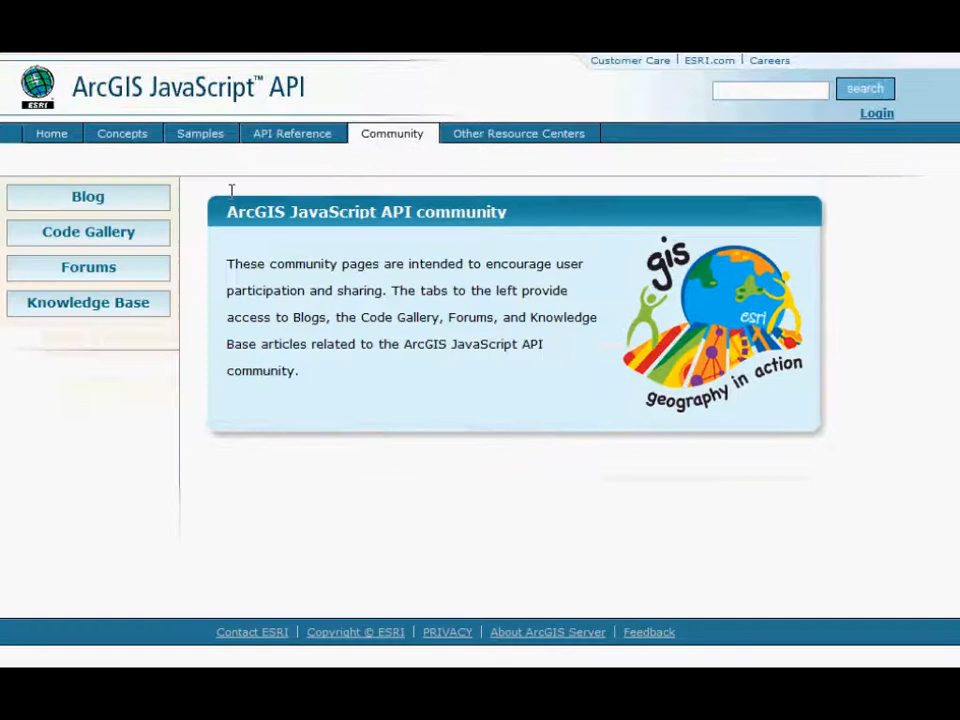 Customer Care | ESRI.com | Careers
ESRI
ArcGIS JavaScript™ API
search
Login
Home
Concepts
Samples
API Reference
Community
Other Resource Centers
Blog
Code Gallery
Forums
Knowledge Base
ArcGIS JavaScript API community
These community pages are intended to encourage user
participation and sharing. The tabs to the left provide
access to Blogs, the Code Gallery, Forums, and Knowledge
Base articles related to the ArcGIS JavaScript API
community.
gis
esri
geography in action
Contact ESRI | Copyright © ESRI | PRIVACY | About ArcGIS Server | Feedback